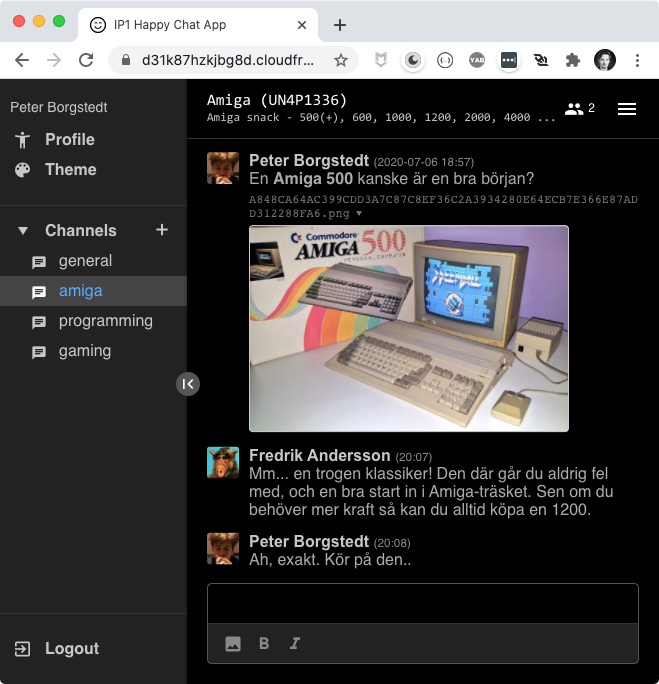 IP1 Happy Chat App
d31k87hzkjbg8d.cloudfr...
YAB
Peter Borgstedt
Profile
Theme
Channels
general
amiga
programming
gaming
Logout
Amiga (UN4P1336)
2
Amiga snack - 500(+), 600, 1000, 1200, 2000, 4000 ...
Peter Borgstedt (2020-07-06 18:57)
En Amiga 500 kanske är en bra början?
A848CA64AC399CDD3A7C87C8EF36C2A3934280E64ECB7E366E87AD
D312288FA6.png
Commodore
AMIGA 500
PERSONAL COMPUTER
Fredrik Andersson (20:07)
Mm... en trogen klassiker! Den där går du aldrig fel
med, och en bra start in i Amiga-träsket. Sen om du
behöver mer kraft så kan du alltid köpa en 1200.
Peter Borgstedt (20:08)
Ah, exakt. Kör på den..
B I